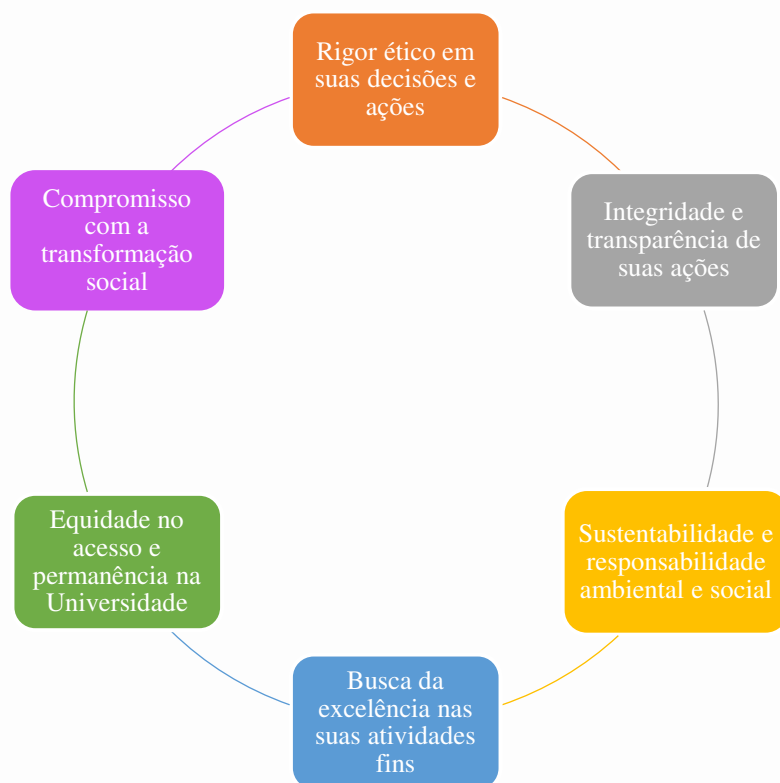 Rigor ético em
suas decisões e
ações
Integridade e
transparência de
suas ações
Sustentabilidade e
responsabilidade
ambiental e social
Busca da
excelência nas
suas atividades
fins
Equidade no
acesso e
permanência na
Universidade
Compromisso
com a
transformação
social